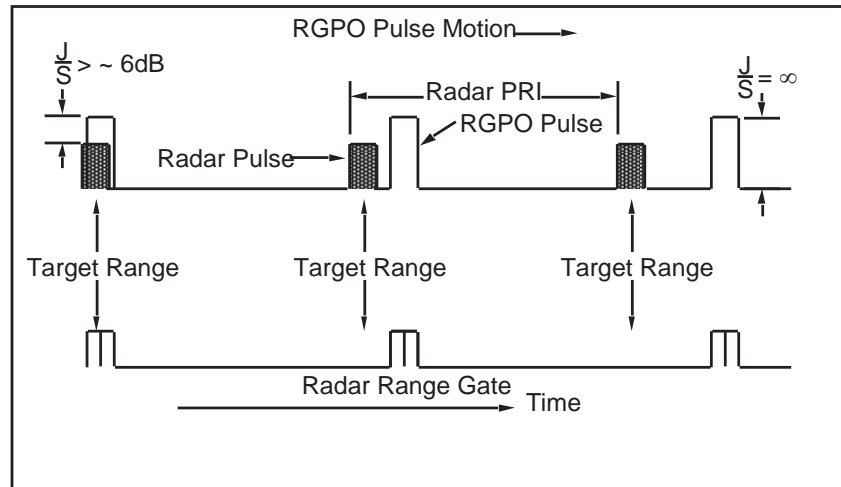 RGPO Pulse Motion
J/S > ~ 6dB
J/S = ∞
Radar PRI
RGPO Pulse
Radar Pulse
Target Range
Target Range
Target Range
Radar Range Gate
Time